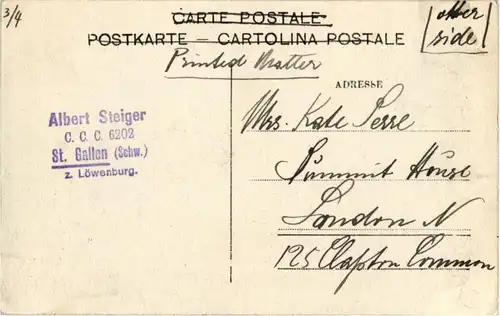 3/4
CARTE POSTALE.
POSTKARTE – CARTOLINA POSTALE
Printed Matter
other
side
ADRESSE
Albert Steiger
C. C. C. 6202
St. Gallen (Schw.)
z. Löwenburg.
Mrs. Kate Perre
Summit House
London N
125 Clapton Common